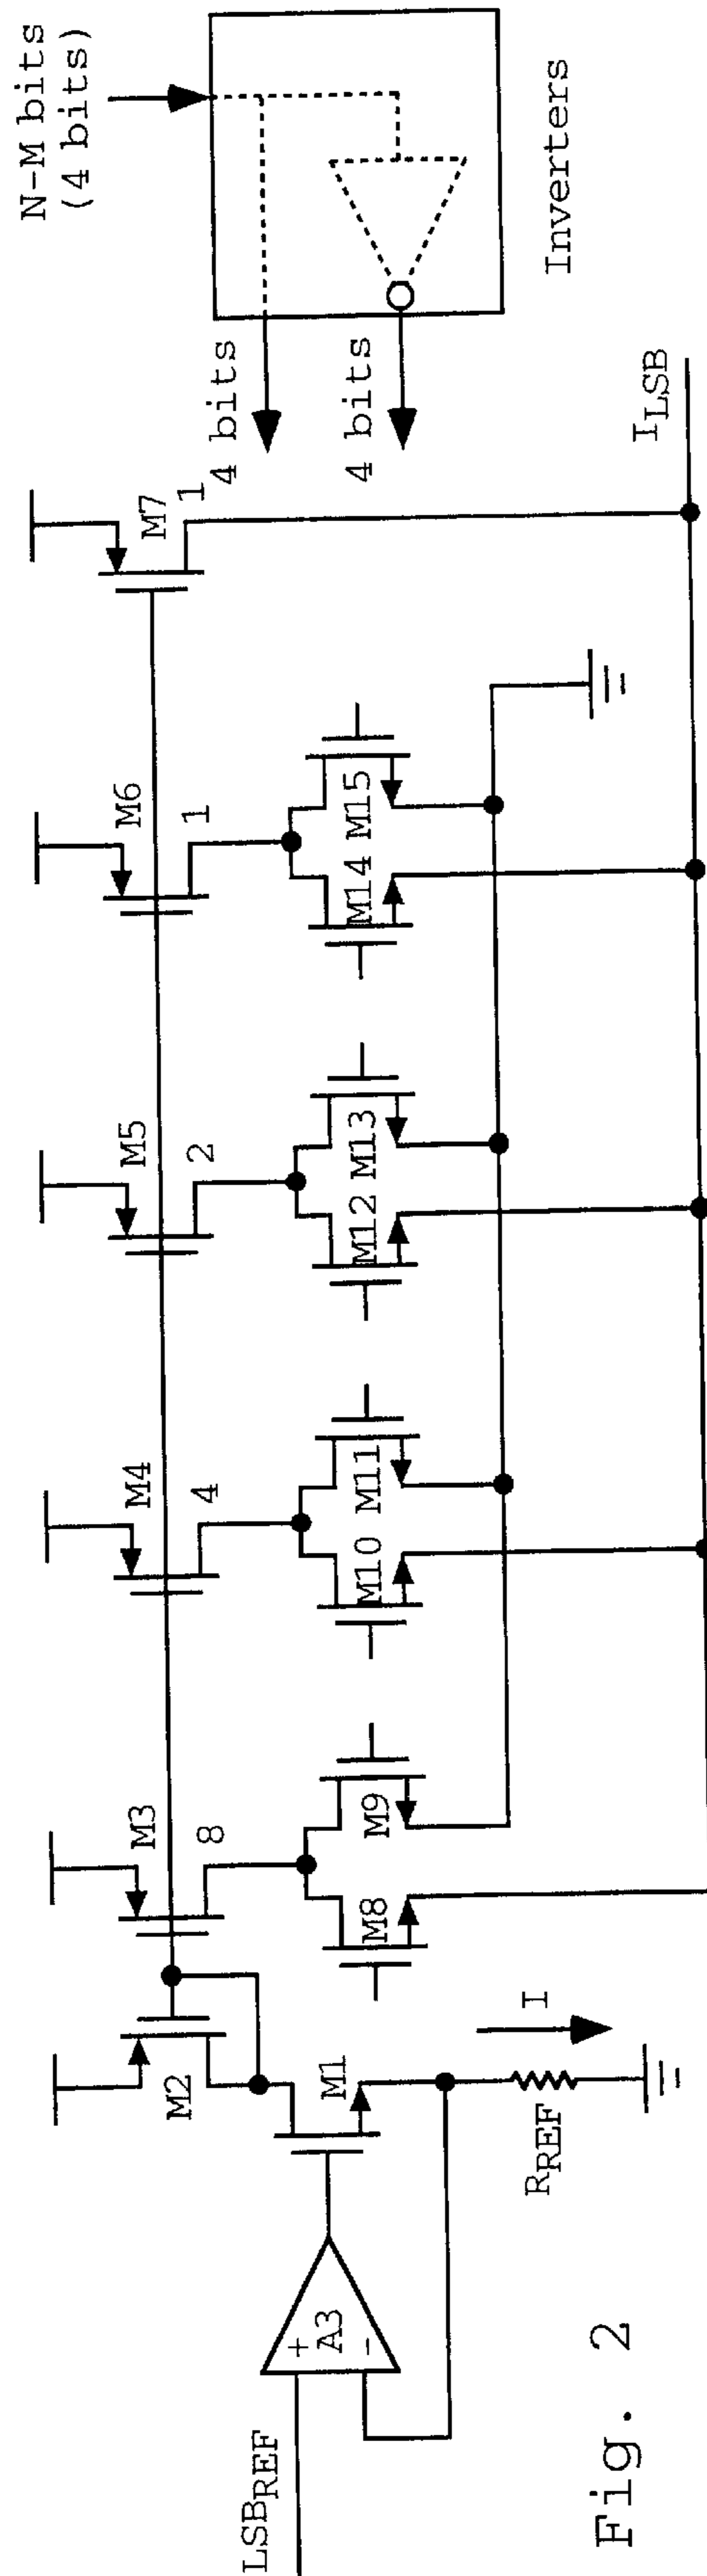 LSBREF
+
A3
-
M2
M1
I
RREF
M3
8
M8
M9
M4
4
M10
M11
M5
2
M12
M13
M6
1
M14
M15
M7
1
ILSB
N-M bits
(4 bits)
4 bits
4 bits
Inverters
Fig. 2